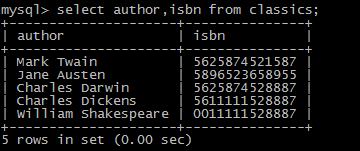 mysql> select author,isbn from classics;
+---------------------+---------------+
| author              | isbn          |
+---------------------+---------------+
| Mark Twain          | 5625874521587 |
| Jane Austen         | 5896523658955 |
| Charles Darwin      | 5625874528887 |
| Charles Dickens     | 5611111528887 |
| William Shakespeare | 0011111528887 |
+---------------------+---------------+
5 rows in set (0.00 sec)